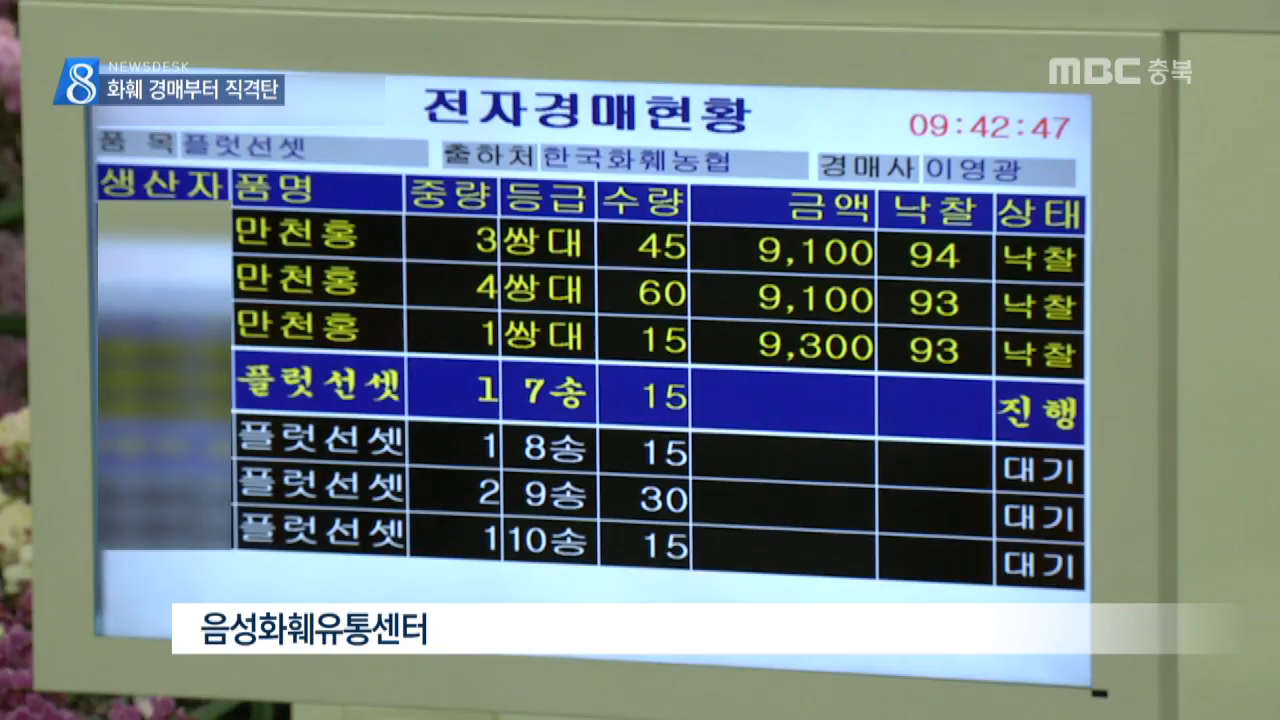 NEWSDESK
8 화훼 경매부터 직격탄
MBC 충북
전자경매현황
09:42:47
품 목 플럿선셋 출하처 한국화훼농협 경매사 이영광
생산자 품명 중량 등급 수량 금액 낙찰 상태
만천홍 3 쌍대 45 9,100 94 낙찰
만천홍 4 쌍대 60 9,100 93 낙찰
만천홍 1 쌍대 15 9,300 93 낙찰
플럿선셋 1 7송 15 진행
플럿선셋 1 8송 15 대기
플럿선셋 2 9송 30 대기
플럿선셋 1 10송 15 대기
음성화훼유통센터